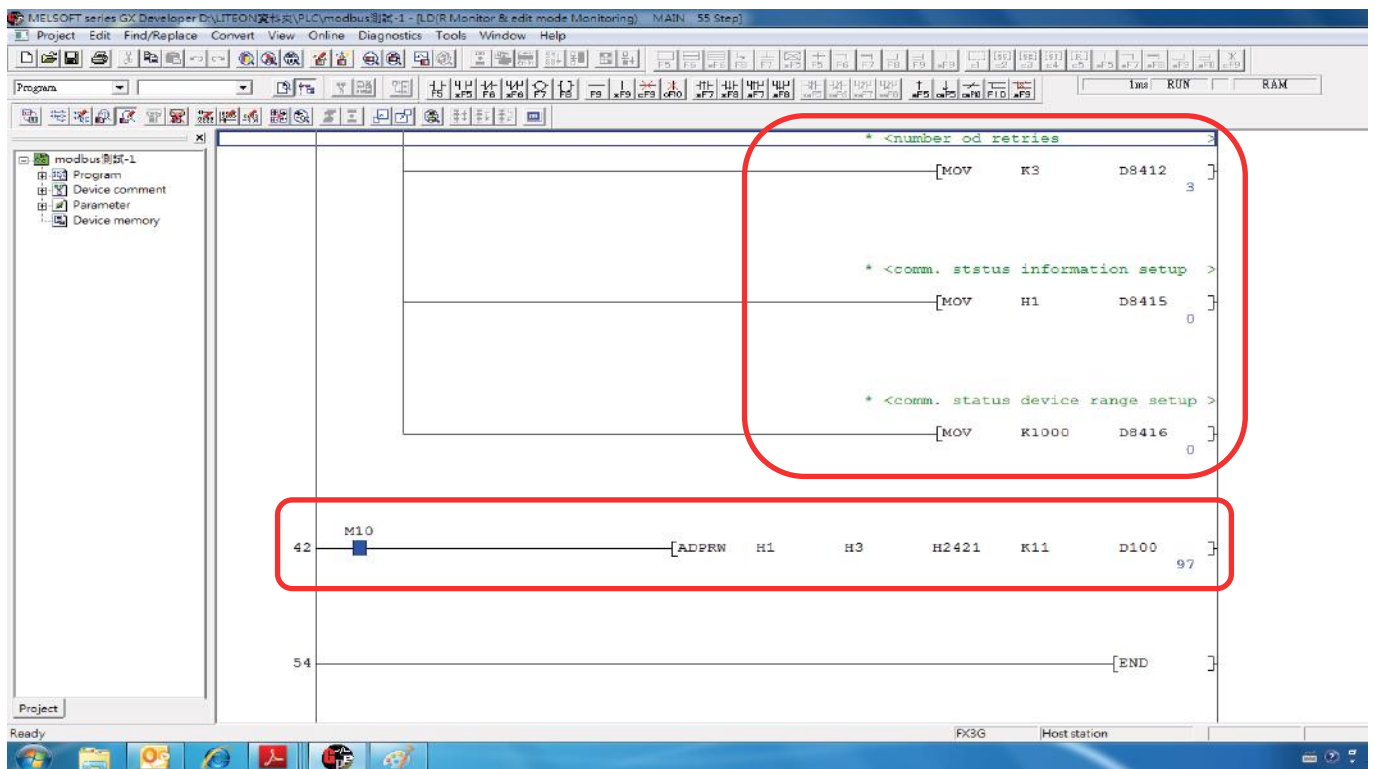 MELSOFT series GX Developer D:\LITEON資料夾\PLC\modbus測試-1 - [LD(R Monitor & edit mode Monitoring) MAIN 55 Step]
Project Edit Find/Replace Convert View Online Diagnostics Tools Window Help
Program
1ms RUN RAM
modbus測試-1
Program
Device comment
Parameter
Device memory
* <number od retries >
[MOV K3 D8412 ]
3
* <comm. ststus information setup >
[MOV H1 D8415 ]
0
* <comm. status device range setup >
[MOV K1000 D8416 ]
0
M10
42 [ADPRW H1 H3 H2421 K11 D100 ]
97
54 [END ]
Project
Ready FX3G Host station